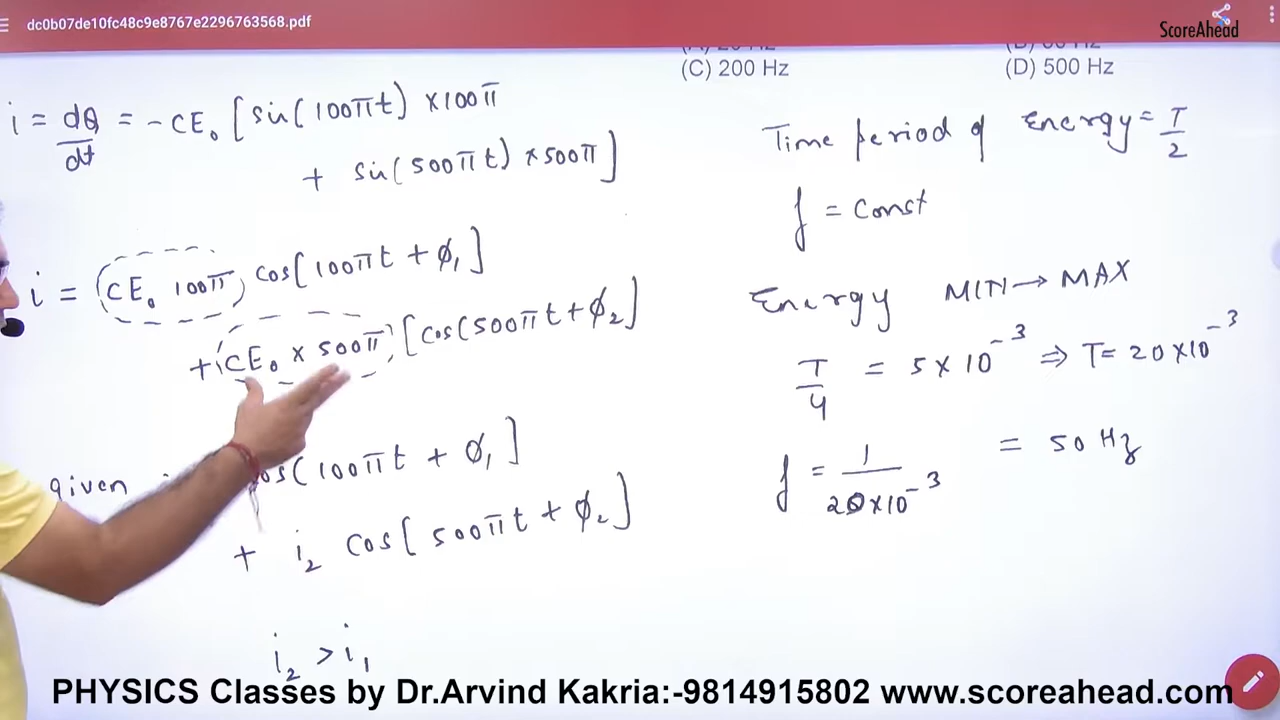 dc0b07de10fc48c9e8767e2296763568.pdf
ScoreAhead
(C) 200 Hz
(D) 500 Hz
i = dQ/dt = -CE₀ [sin(100πt) ×100π
+ sin(500πt) ×500π]
i = (CE₀ 100π) cos[100πt + ϕ₁]
+(CE₀ × 500π) [cos(500πt+ϕ₂]
given
cos(100πt + ϕ₁]
+ i₂ cos[500πt + ϕ₂]
i₂ > i₁
Time period of Energy = T/2
f = Const
Energy MIN → MAX
T/4 = 5 × 10⁻³ ⇒ T = 20×10⁻³
f = 1/20×10⁻³ = 50 Hz
PHYSICS Classes by Dr.Arvind Kakria:-9814915802 www.scoreahead.com